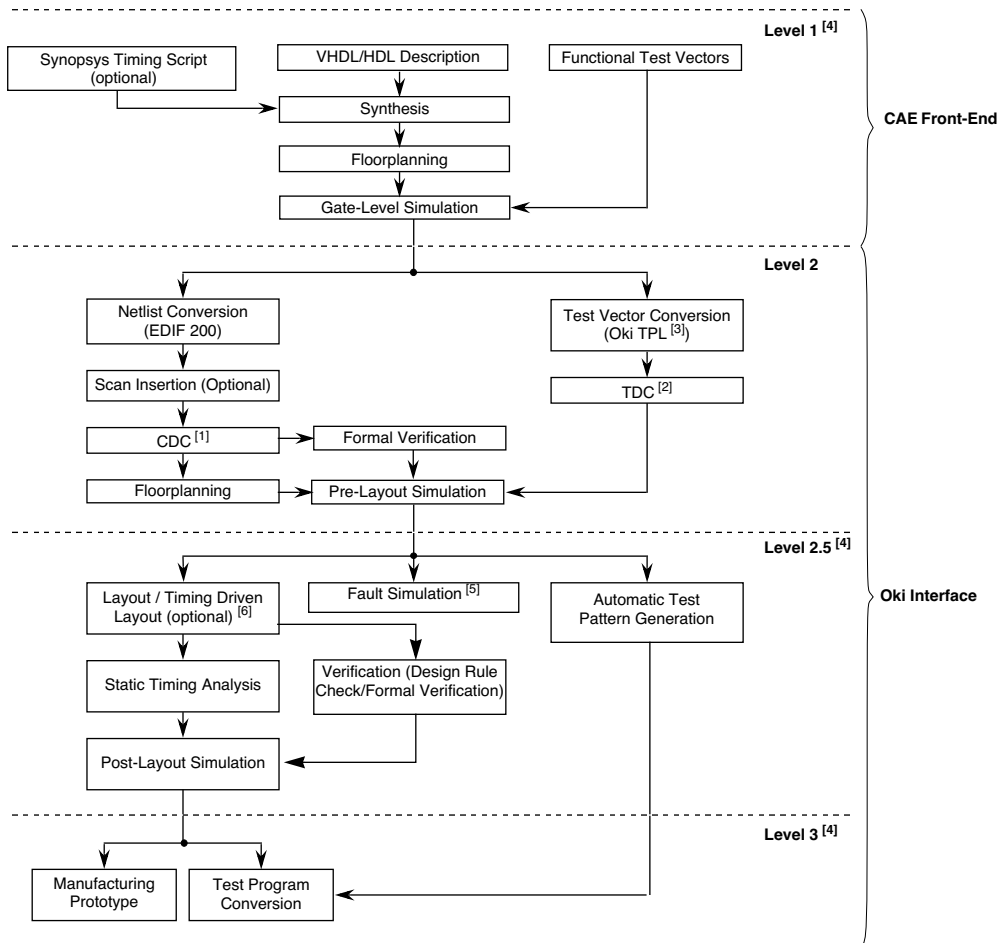 Level 1 [4]
Synopsys Timing Script
(optional)
VHDL/HDL Description
Functional Test Vectors
Synthesis
CAE Front-End
Floorplanning
Gate-Level Simulation
Level 2
Netlist Conversion
(EDIF 200)
Test Vector Conversion
(Oki TPL [3])
Scan Insertion (Optional)
TDC [2]
CDC [1]
Formal Verification
Floorplanning
Pre-Layout Simulation
Level 2.5 [4]
Layout / Timing Driven
Layout (optional) [6]
Fault Simulation [5]
Automatic Test
Pattern Generation
Oki Interface
Static Timing Analysis
Verification (Design Rule
Check/Formal Verification)
Post-Layout Simulation
Level 3 [4]
Manufacturing
Prototype
Test Program
Conversion